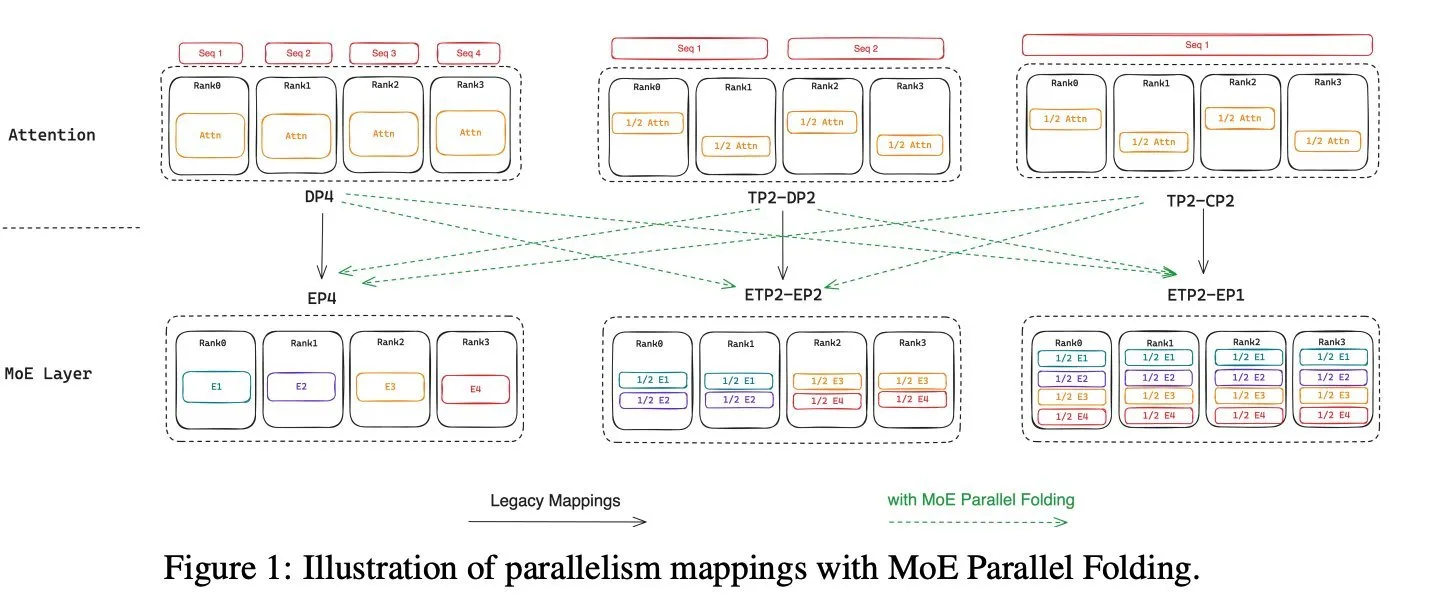 Seq 1
Seq 2
Seq 3
Seq 4
Seq 1
Seq 2
Seq 1
Attention
Rank0
Attn
Rank1
Attn
Rank2
Attn
Rank3
Attn
Rank0
1/2 Attn
Rank1
1/2 Attn
Rank2
1/2 Attn
Rank3
1/2 Attn
Rank0
1/2 Attn
Rank1
1/2 Attn
Rank2
1/2 Attn
Rank3
1/2 Attn
DP4
TP2-DP2
TP2-CP2
EP4
ETP2-EP2
ETP2-EP1
MoE Layer
Rank0
E1
Rank1
E2
Rank2
E3
Rank3
E4
Rank0
1/2 E1
1/2 E2
Rank1
1/2 E1
1/2 E2
Rank2
1/2 E3
1/2 E4
Rank3
1/2 E3
1/2 E4
Rank0
1/2 E1
1/2 E2
1/2 E3
1/2 E4
Rank1
1/2 E1
1/2 E2
1/2 E3
1/2 E4
Rank2
1/2 E1
1/2 E2
1/2 E3
1/2 E4
Rank3
1/2 E1
1/2 E2
1/2 E3
1/2 E4
Legacy Mappings
with MoE Parallel Folding
Figure 1: Illustration of parallelism mappings with MoE Parallel Folding.